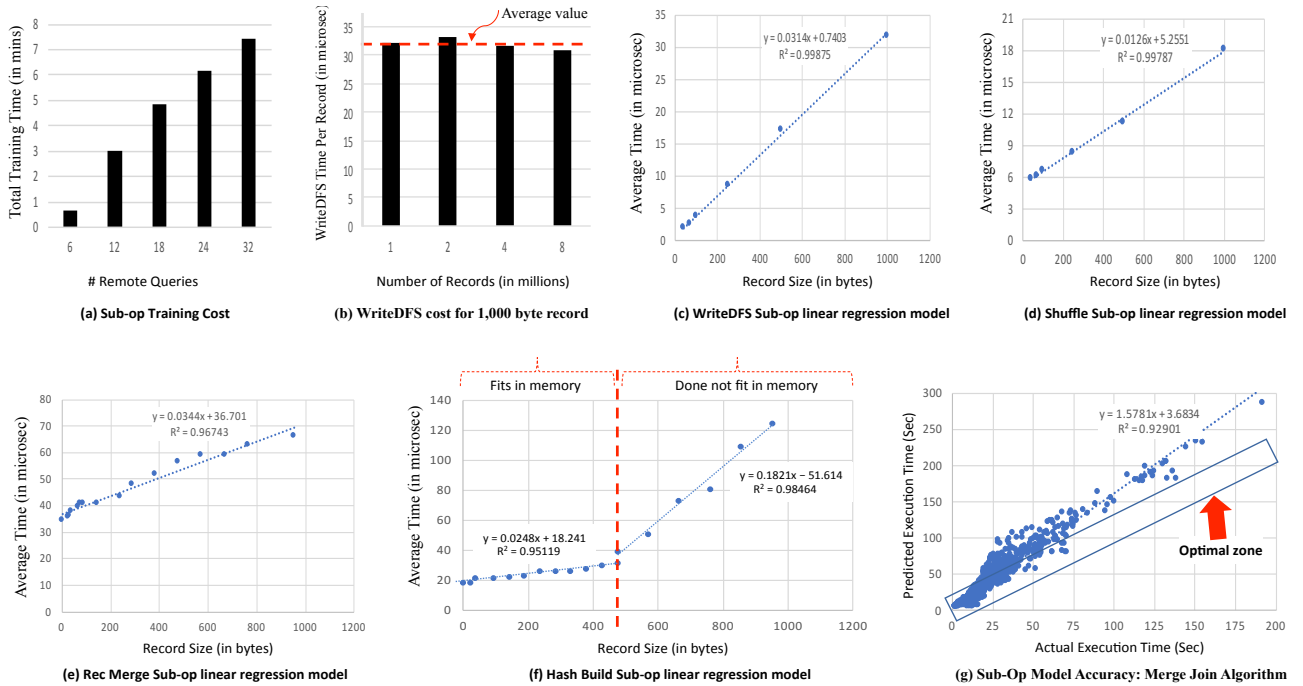 Total Training Time (in mins)
8
7
6
5
4
3
2
1
0
6 12 18 24 32
# Remote Queries
(a) Sub-op Training Cost
Average value
WriteDFS Time Per Record (in microsec)
35
30
25
20
15
10
5
0
1 2 4 8
Number of Records (in millions)
(b) WriteDFS cost for 1,000 byte record
Average Time (in microsec)
35
30
25
20
15
10
5
0
y = 0.0314x + 0.7403
R² = 0.99875
0 200 400 600 800 1000 1200
Record Size (in bytes)
(c) WriteDFS Sub-op linear regression model
Average Time (in microsec)
21
18
15
12
9
6
3
0
y = 0.0126x + 5.2551
R² = 0.99787
0 200 400 600 800 1000 1200
Record Size (in bytes)
(d) Shuffle Sub-op linear regression model
Average Time (in microsec)
80
70
60
50
40
30
20
10
0
y = 0.0344x + 36.701
R² = 0.96743
0 200 400 600 800 1000 1200
Record Size (in bytes)
(e) Rec Merge Sub-op linear regression model
Fits in memory
Done not fit in memory
Average Time (in microsec)
140
120
100
80
60
40
20
0
y = 0.1821x – 51.614
R² = 0.98464
y = 0.0248x + 18.241
R² = 0.95119
0 200 400 600 800 1000 1200
Record Size (in bytes)
(f) Hash Build Sub-op linear regression model
Predicted Execution Time (Sec)
300
250
200
150
100
50
0
y = 1.5781x + 3.6834
R² = 0.92901
Optimal zone
0 25 50 75 100 125 150 175 200
Actual Execution Time (Sec)
(g) Sub-Op Model Accuracy: Merge Join Algorithm